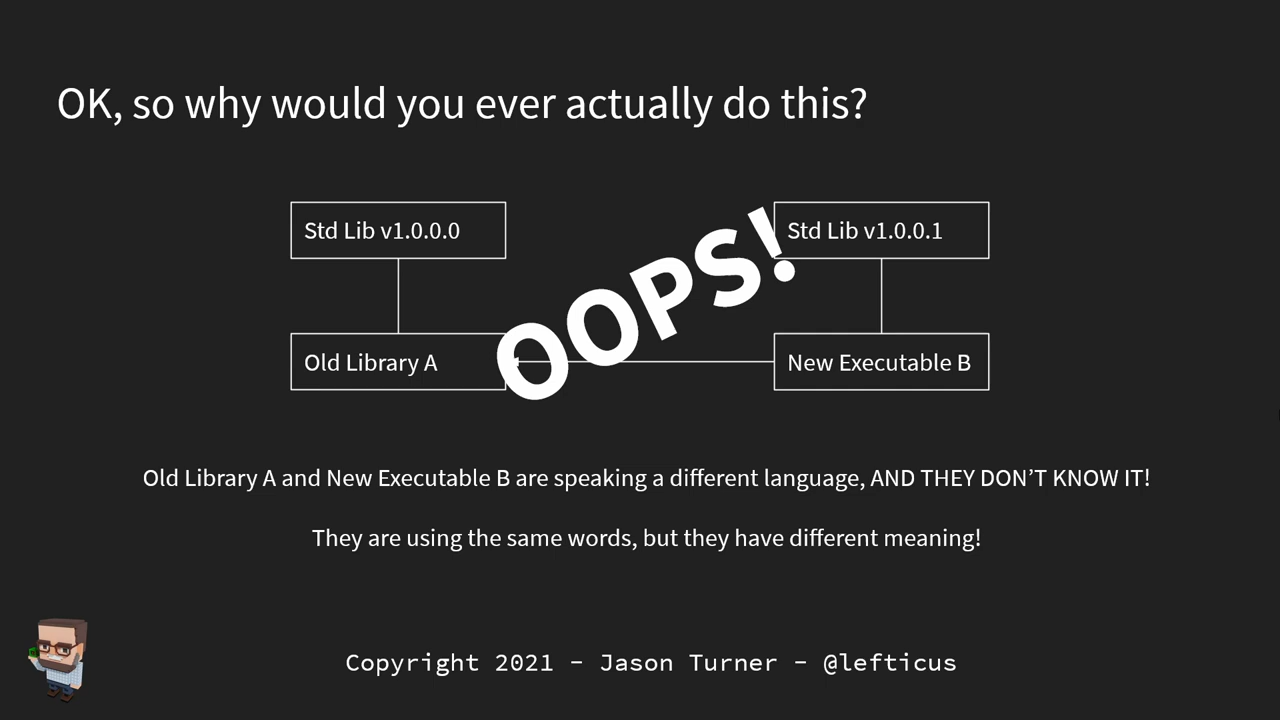 OK, so why would you ever actually do this?
Std Lib v1.0.0.0
OOPS!
Std Lib v1.0.0.1
Old Library A
New Executable B
Old Library A and New Executable B are speaking a different language, AND THEY DON’T KNOW IT!
They are using the same words, but they have different meaning!
Copyright 2021 – Jason Turner – @lefticus